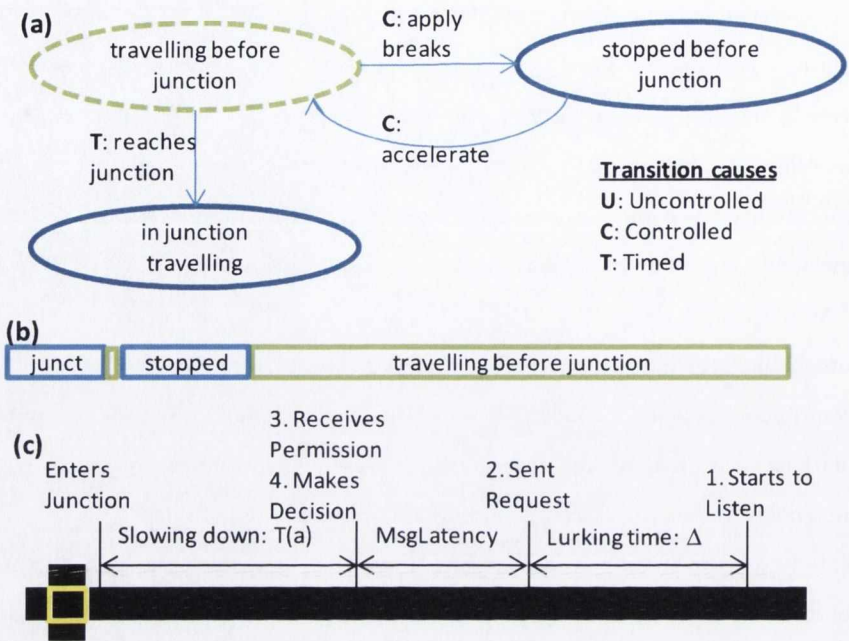 (a)
travelling before
junction
C: apply
breaks
stopped before
junction
C:
accelerate
T: reaches
junction
in junction
travelling
Transition causes
U: Uncontrolled
C: Controlled
T: Timed
(b)
junct
stopped
travelling before junction
(c)
Enters
Junction
3. Receives
Permission
4. Makes
Decision
2. Sent
Request
1. Starts to
Listen
Slowing down: T(a)
MsgLatency
Lurking time: Δ